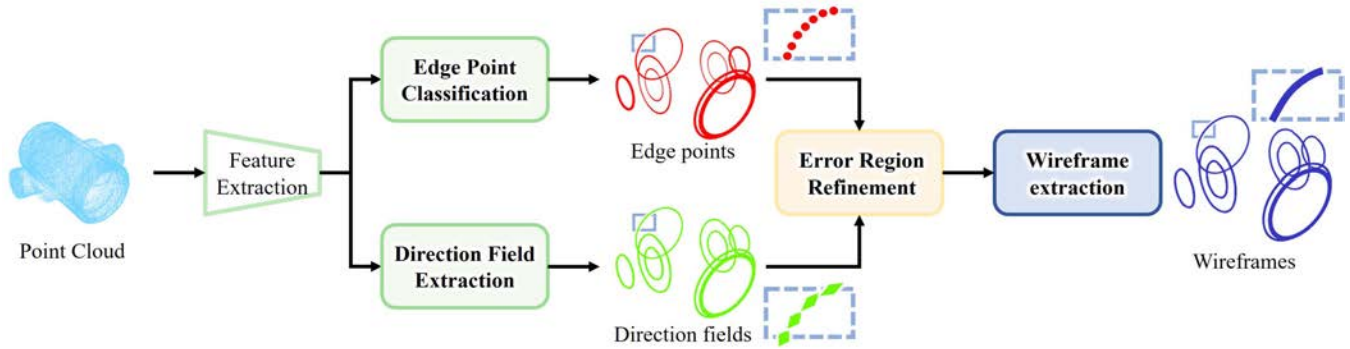 Point Cloud
Feature
Extraction
Edge Point
Classification
Edge points
Direction Field
Extraction
Direction fields
Error Region
Refinement
Wireframe
extraction
Wireframes